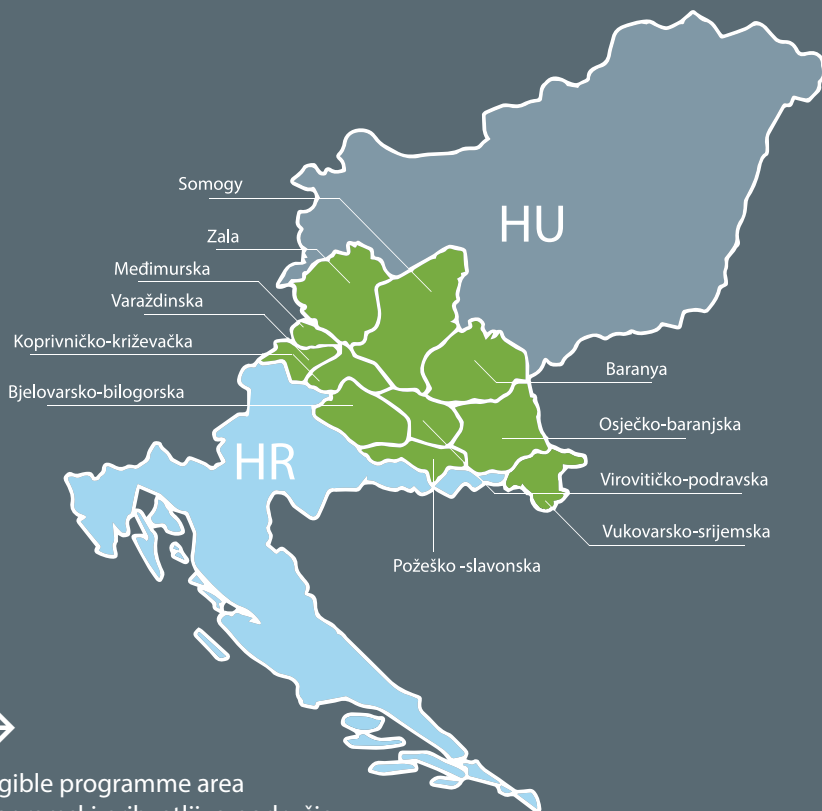 Somogy
HU
Zala
Međimurska
Varaždinska
Koprivničko-križevačka
Bjelovarsko-bilogorska
Baranya
Osječko-baranjska
HR
Virovitičko-podravska
Vukovarsko-srijemska
Požeško -slavonska
gible programme area